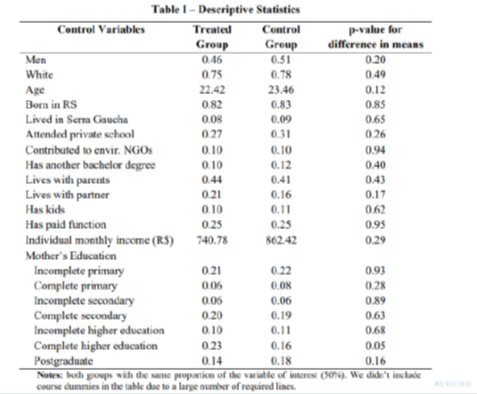 Table I – Descriptive Statistics
Control Variables Treated Group Control Group p-value for difference in means
Men 0.46 0.51 0.20
White 0.75 0.78 0.49
Age 22.42 23.46 0.12
Born in RS 0.82 0.83 0.85
Lived in Serra Gaucha 0.08 0.09 0.65
Attended private school 0.27 0.31 0.26
Contributed to envir. NGOs 0.10 0.10 0.94
Has another bachelor degree 0.10 0.12 0.40
Lives with parents 0.44 0.41 0.43
Lives with partner 0.21 0.16 0.17
Has kids 0.10 0.11 0.62
Has paid function 0.25 0.25 0.95
Individual monthly income (R$) 740.78 862.42 0.29
Mother's Education
Incomplete primary 0.21 0.22 0.93
Complete primary 0.06 0.08 0.28
Incomplete secondary 0.06 0.06 0.89
Complete secondary 0.20 0.19 0.63
Incomplete higher education 0.10 0.11 0.68
Complete higher education 0.23 0.16 0.05
Postgraduate 0.14 0.18 0.16
Notes: both groups with the same proportion of the variable of interest (50%). We didn't include
course dummies in the table due to a large number of required lines.